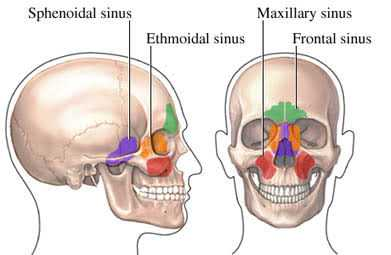 Sphenoidal sinus
Maxillary sinus
Ethmoidal sinus
Frontal sinus